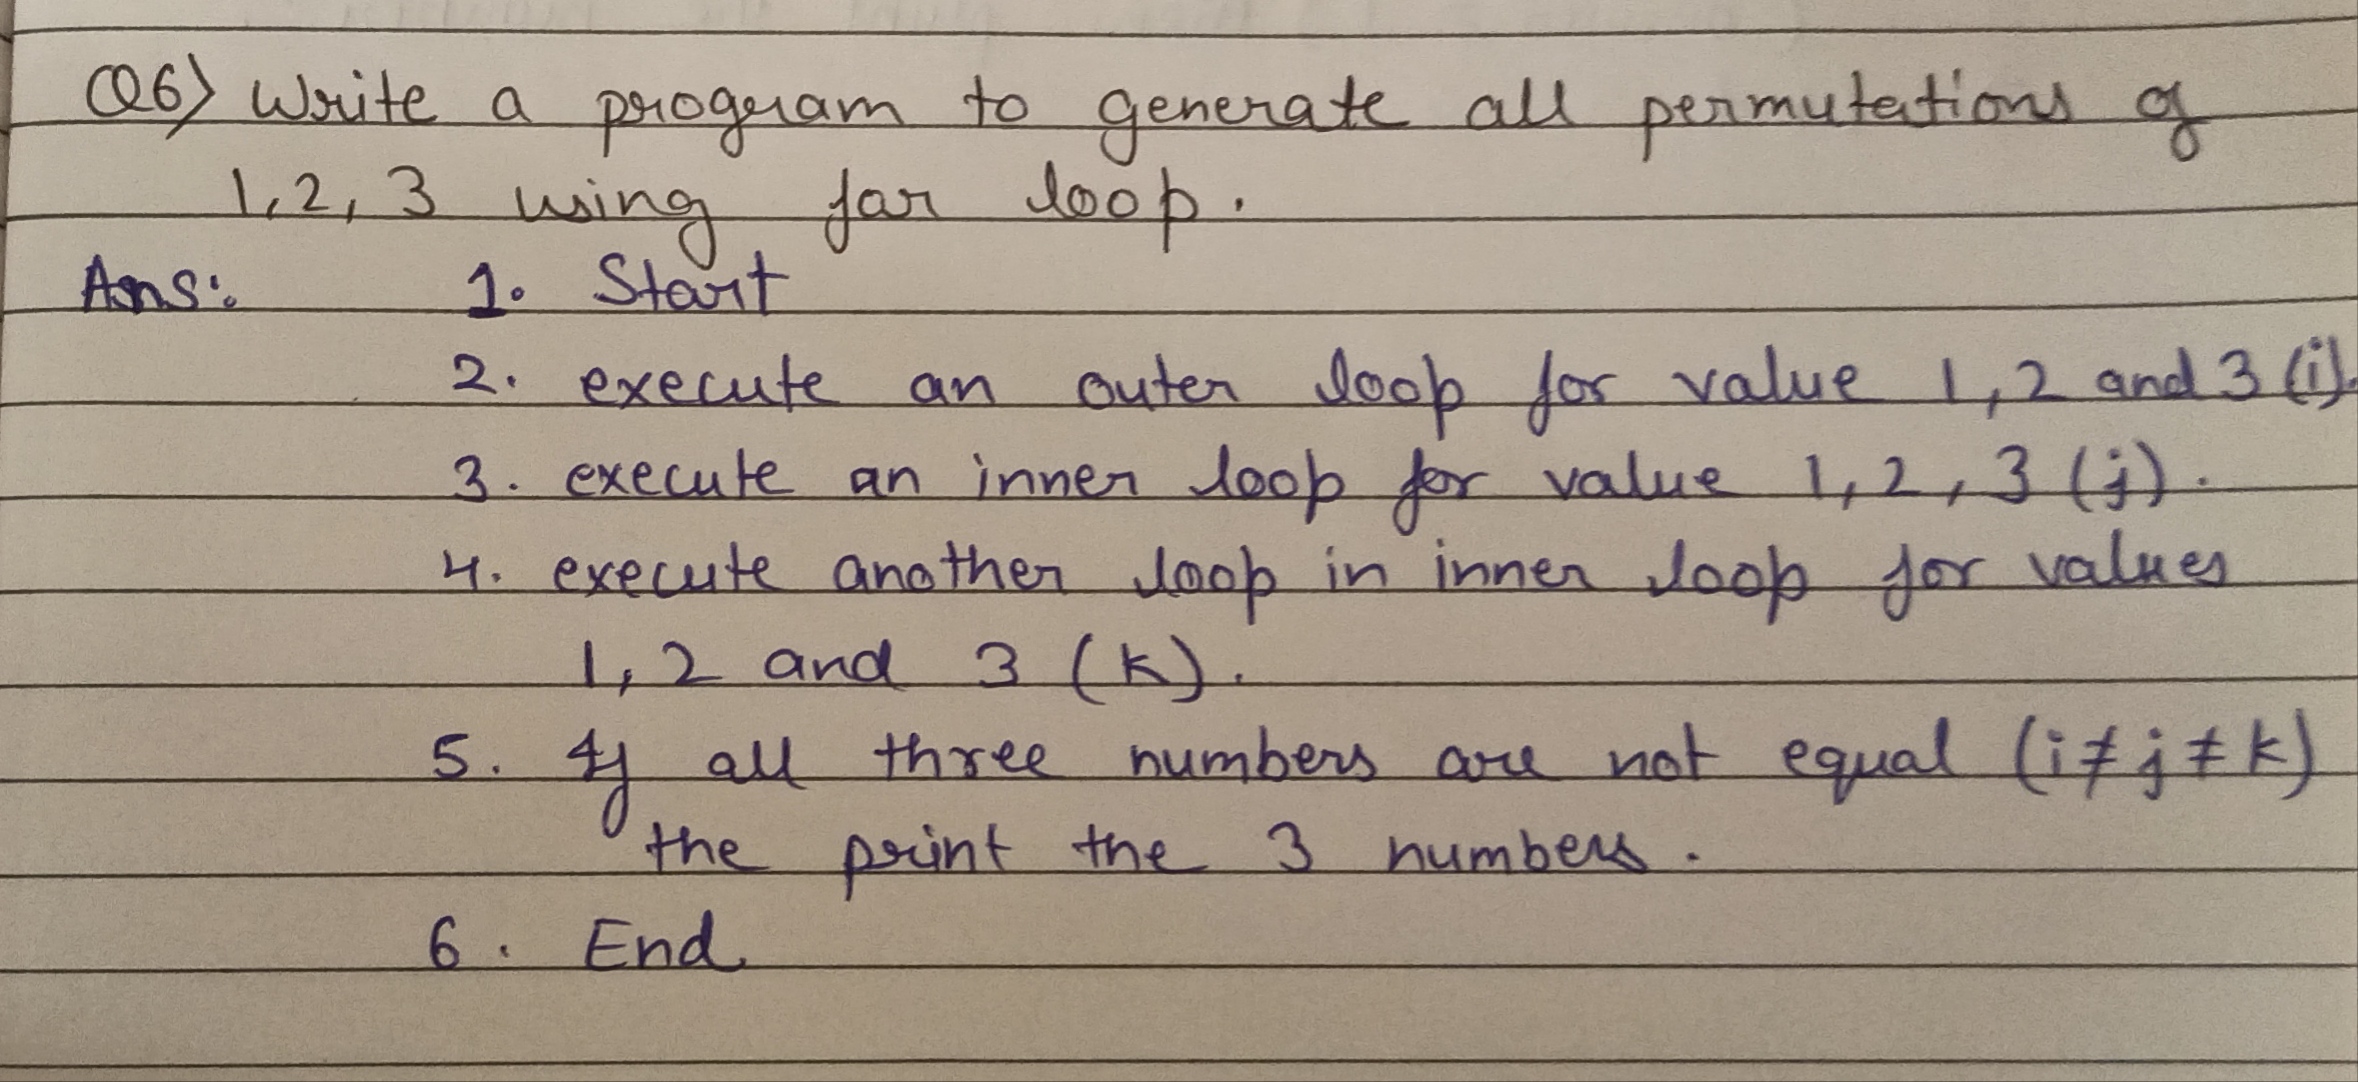 Q6) Write a program to generate all permutations of
1, 2, 3 using for loop.
Ans: 1. Start
2. execute an outer loop for value 1, 2 and 3 (i).
3. execute an inner loop for value 1, 2, 3 (j).
4. execute another loop in inner loop for values
1, 2 and 3 (k).
5. If all three numbers are not equal (i ≠ j ≠ k)
the print the 3 numbers.
6. End.